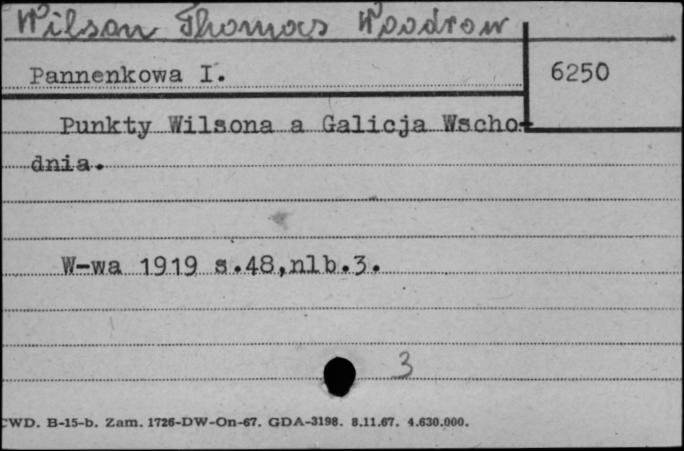 Wilson Thomas Woodrow
Pannenkowa I.
6250
Punkty Wilsona a Galicja Wscho-
dnia.
W-wa 1919 s.48,nlb.3.
3
CWD. B-15-b. Zam. 1726-DW-On-67. GDA-3198. 8.11.67. 4.630.000.